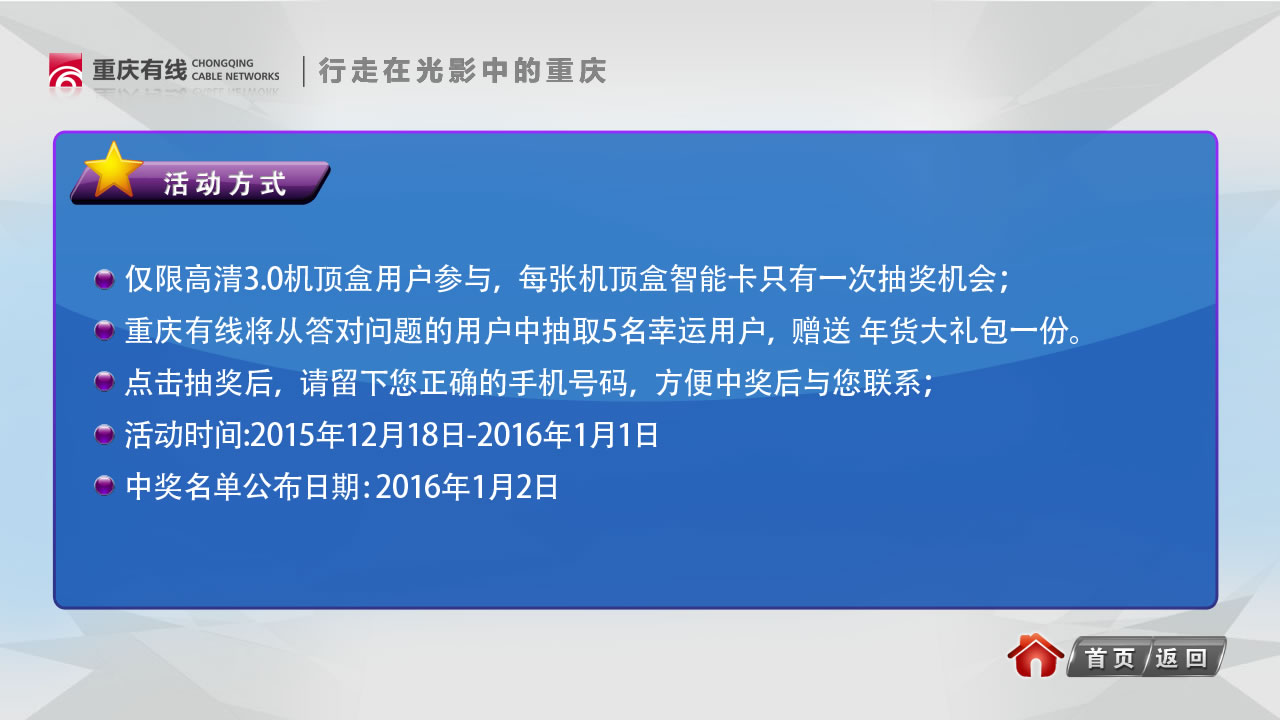 重庆有线 CHONGQING
CABLE NETWORKS
行走在光影中的重庆
活动方式
仅限高清3.0机顶盒用户参与，每张机顶盒智能卡只有一次抽奖机会；
重庆有线将从答对问题的用户中抽取5名幸运用户，赠送 年货大礼包一份。
点击抽奖后，请留下您正确的手机号码，方便中奖后与您联系；
活动时间:2015年12月18日-2016年1月1日
中奖名单公布日期: 2016年1月2日
首页 返回